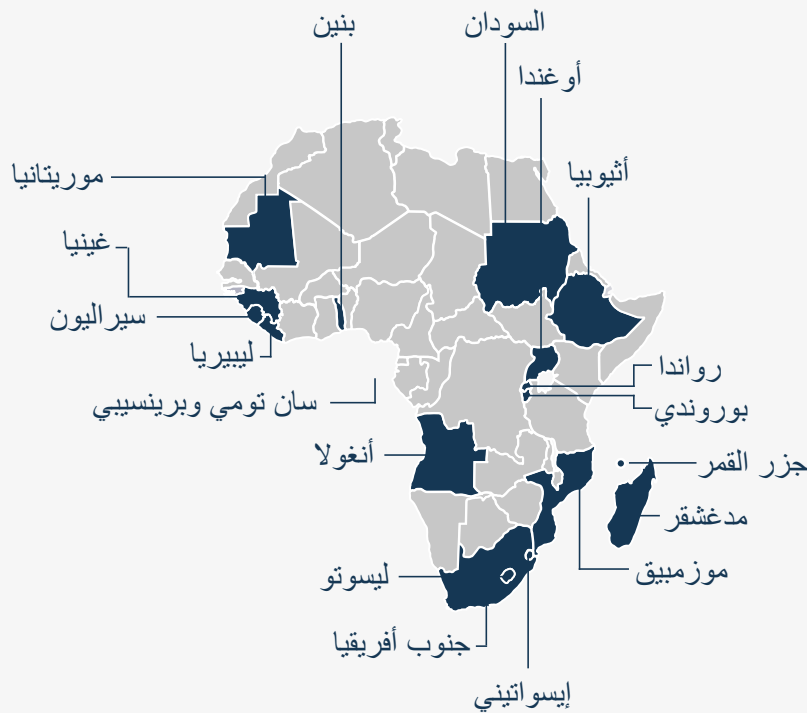 بنين
السودان
أوغندا
أثيوبيا
موريتانيا
غينيا
سيراليون
ليبيريا
سان تومي وبرينسيبي
رواندا
بوروندي
أنغولا
جزر القمر
مدغشقر
موزمبيق
ليسوتو
جنوب أفريقيا
إيسواتيني